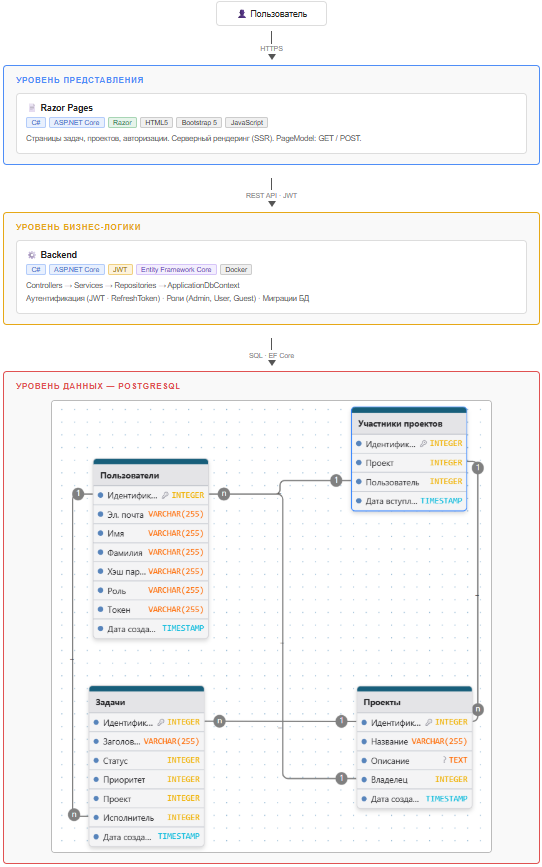 Пользователь
HTTPS
УРОВЕНЬ ПРЕДСТАВЛЕНИЯ
Razor Pages
C# ASP.NET Core Razor HTML5 Bootstrap 5 JavaScript
Страницы задач, проектов, авторизации. Серверный рендеринг (SSR). PageModel: GET / POST.
REST API · JWT
УРОВЕНЬ БИЗНЕС-ЛОГИКИ
Backend
C# ASP.NET Core JWT Entity Framework Core Docker
Controllers → Services → Repositories → ApplicationDbContext
Аутентификация (JWT · RefreshToken) · Роли (Admin, User, Guest) · Миграции БД
SQL · EF Core
УРОВЕНЬ ДАННЫХ — POSTGRESQL
Участники проектов
Идентифик... INTEGER
Проект INTEGER
Пользователь INTEGER
Дата вступл... TIMESTAMP
1
1
n
Пользователи
Идентифик... INTEGER
Эл. почта VARCHAR(255)
Имя VARCHAR(255)
Фамилия VARCHAR(255)
Хэш пар... VARCHAR(255)
Роль VARCHAR(255)
Токен VARCHAR(255)
Дата созда... TIMESTAMP
1
n
Задачи
Идентифик... INTEGER
Заголов... VARCHAR(255)
Статус INTEGER
Приоритет INTEGER
Проект INTEGER
Исполнитель INTEGER
Дата созда... TIMESTAMP
n
n
Проекты
Идентифик... INTEGER
Название VARCHAR(255)
Описание ? TEXT
Владелец INTEGER
Дата созда... TIMESTAMP
1
1